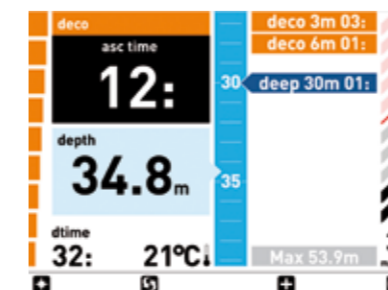 deco
asc time
12:
depth
34.8m
dtime
32: 21°C
30
35
deco 3m 03:
deco 6m 01:
deep 30m 01:
Max 53.9m